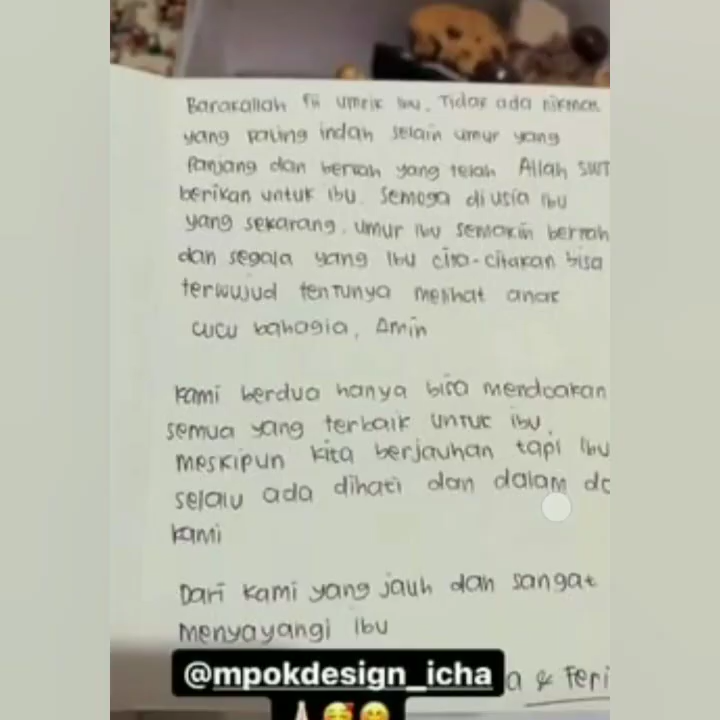 Barakallah fii umrik ibu. Tidak ada nikmat
yang paling indah selain umur yang
panjang dan berkah yang telah Allah SWT
berikan untuk ibu. Semoga di usia ibu
yang sekarang, umur ibu semakin berkah
dan segala yang ibu cita-citakan bisa
terwujud tentunya melihat anak
cucu bahagia. Amin
Kami berdua hanya bisa mendoakan
semua yang terbaik untuk ibu.
Meskipun kita berjauhan tapi ibu
selalu ada dihati dan dalam do
kami
Dari kami yang jauh dan sangat
menyayangi ibu
@mpokdesign_icha a & Feri